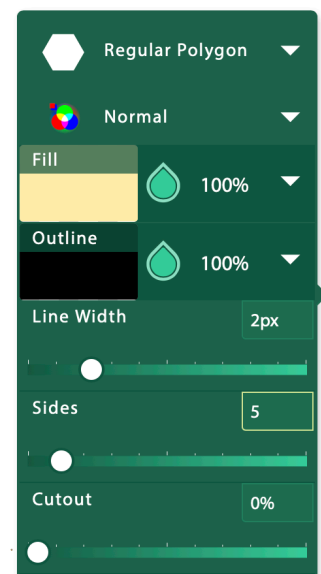 Regular Polygon
Normal
Fill
100%
Outline
100%
Line Width
2px
Sides
5
Cutout
0%